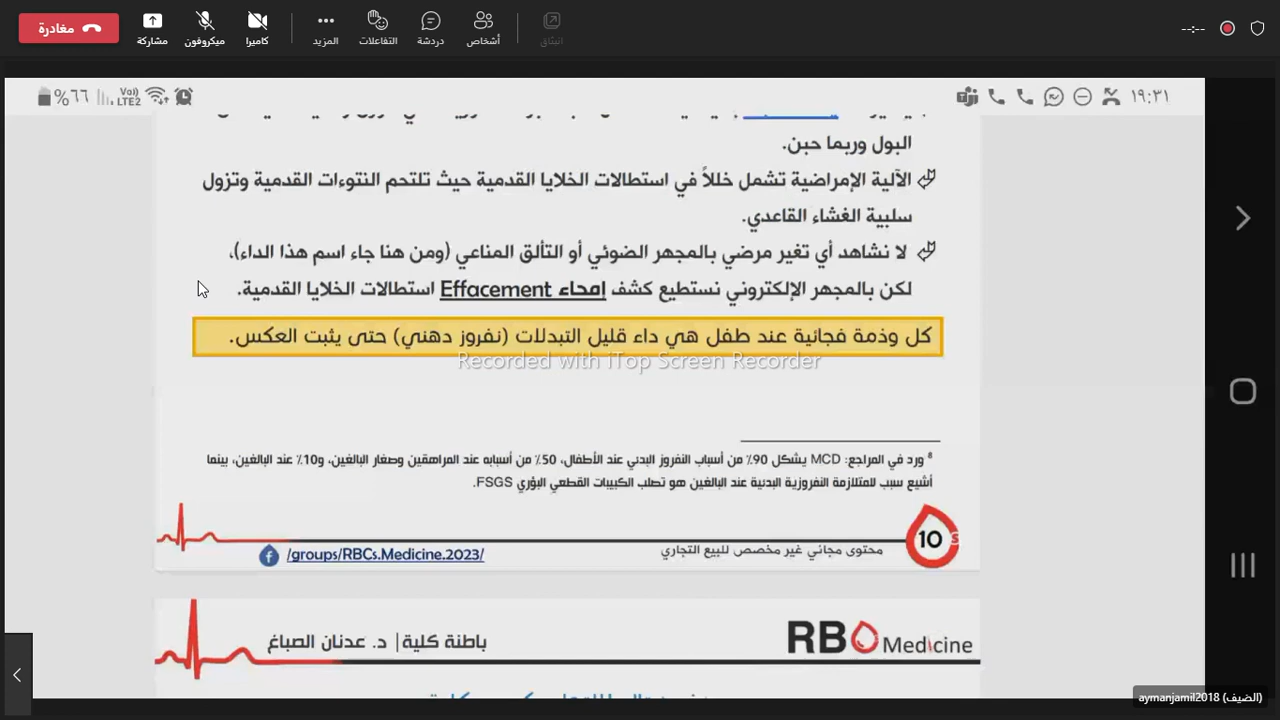 مغادرة
مشاركة
ميكروفون
كاميرا
المزيد
التفاعلات
دردشة
أشخاص
انبثاق
--:--
٦٦%
Vo)) LTE2
١٩:٣١
البول وربما حبن.
الآلية الإمراضية تشمل خللاً في استطالات الخلايا القدمية حيث تلتحم النتوءات القدمية وتزول
سلبية الغشاء القاعدي.
لا نشاهد أي تغير مرضي بالمجهر الضوئي أو التألق المناعي (ومن هنا جاء اسم هذا الداء)،
لكن بالمجهر الإلكتروني نستطيع كشف إمحاء Effacement استطالات الخلايا القدمية.
كل وذمة فجائية عند طفل هي داء قليل التبدلات (نفروز دهني) حتى يثبت العكس.
Recorded with iTop Screen Recorder
8 ورد في المراجع: MCD يشكل 90٪ من أسباب النفروز البدني عند الأطفال، 50٪ من أسبابه عند المراهقين وصغار البالغين، و10٪ عند البالغين، بينما
أشيع سبب للمتلازمة النفروزية البدنية عند البالغين هو تصلب الكبيبات القطعي البؤري FSGS.
10
محتوى مجاني غير مخصص للبيع التجاري
/groups/RBCs.Medicine.2023/
RB Medicine
باطنة كلية| د. عدنان الصباغ
aymanjamil2018 (الضيف)